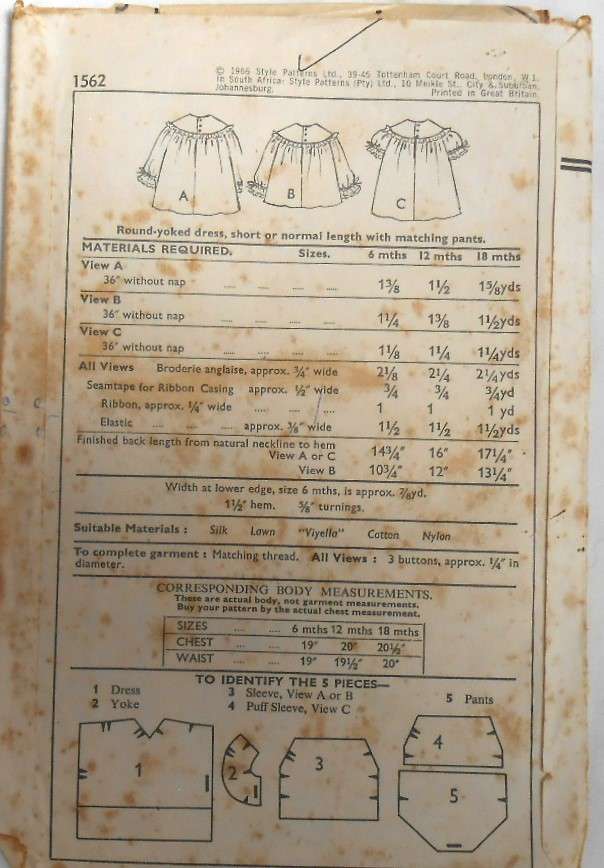 1562
© 1966 Style Patterns Ltd., 39-45 Tottenham Court Road, London, W.1.
In South Africa: Style Patterns (Pty) Ltd., 10 Meikle St., City & Suburban,
Johannesburg.
Printed in Great Britain.
A B C
Round-yoked dress, short or normal length with matching pants.
MATERIALS REQUIRED. Sizes. 6 mths 12 mths 18 mths
View A
36" without nap .... .... .... .... 1⅜ 1½ 1⅝yds
View B
36" without nap .... .... .... .... 1¼ 1⅜ 1½yds
View C
36" without nap .... .... .... .... 1⅛ 1¼ 1¼yds
All Views Broderie anglaise, approx. ¾" wide 2⅛ 2¼ 2¼yds
Seamtape for Ribbon Casing approx. ½" wide ¾ ¾ ¾yd
Ribbon, approx. ¼" wide .... .... .... 1 1 1 yd
Elastic .... .... .... approx. ⅜" wide 1½ 1½ 1½yds
Finished back length from natural neckline to hem
View A or C 14¾" 16" 17¼"
View B 10¾" 12" 13¼"
Width at lower edge, size 6 mths, is approx. ⅞yd.
1½" hem. ⅝" turnings.
Suitable Materials : Silk Lawn "Viyella" Cotton Nylon
To complete garment : Matching thread. All Views : 3 buttons, approx. ¼" in
diameter.
CORRESPONDING BODY MEASUREMENTS.
These are actual body, not garment measurements.
Buy your pattern by the actual chest measurement.
SIZES .... .... 6 mths 12 mths 18 mths
CHEST .... .... 19" 20" 20½"
WAIST .... .... 19" 19½" 20"
TO IDENTIFY THE 5 PIECES—
1 Dress 3 Sleeve, View A or B 5 Pants
2 Yoke 4 Puff Sleeve, View C
1 2 3 4 5